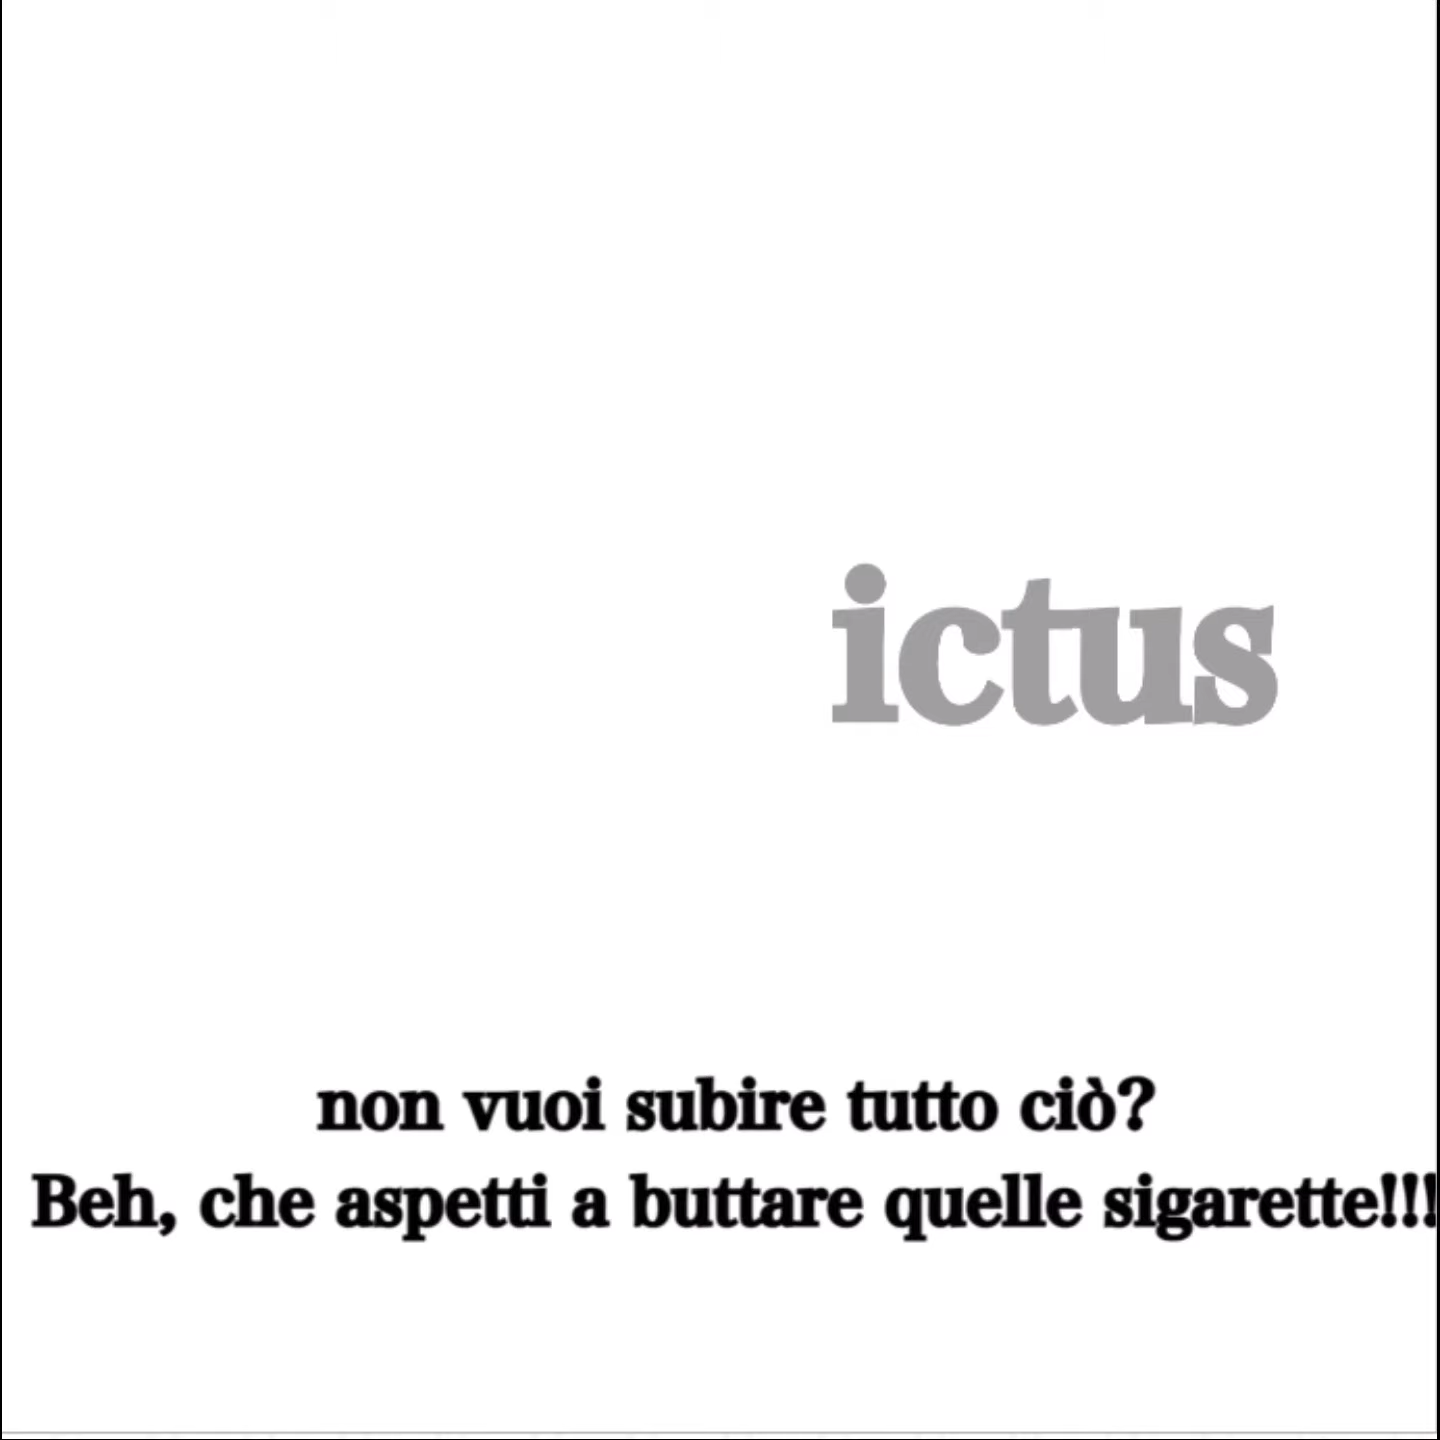 ictus
non vuoi subire tutto ciò?
Beh, che aspetti a buttare quelle sigarette!!!